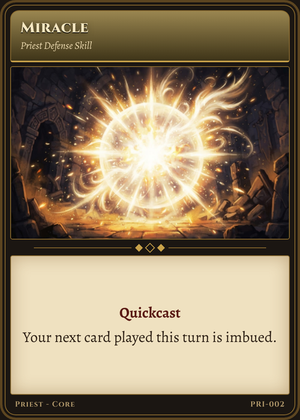 Miracle
Priest Defense Skill
Quickcast
Your next card played this turn is imbued.
Priest - Core
PRI-002